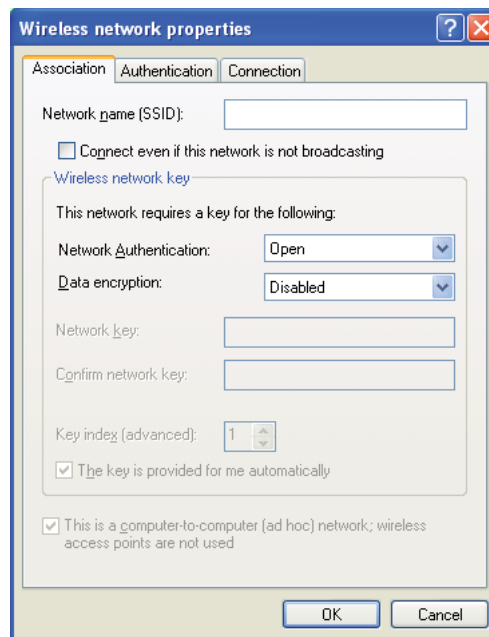 Wireless network properties
Association Authentication Connection
Network name (SSID):
Connect even if this network is not broadcasting
Wireless network key
This network requires a key for the following:
Network Authentication: Open
Data encryption: Disabled
Network key:
Confirm network key:
Key index (advanced): 1
The key is provided for me automatically
This is a computer-to-computer (ad hoc) network; wireless
access points are not used
OK Cancel